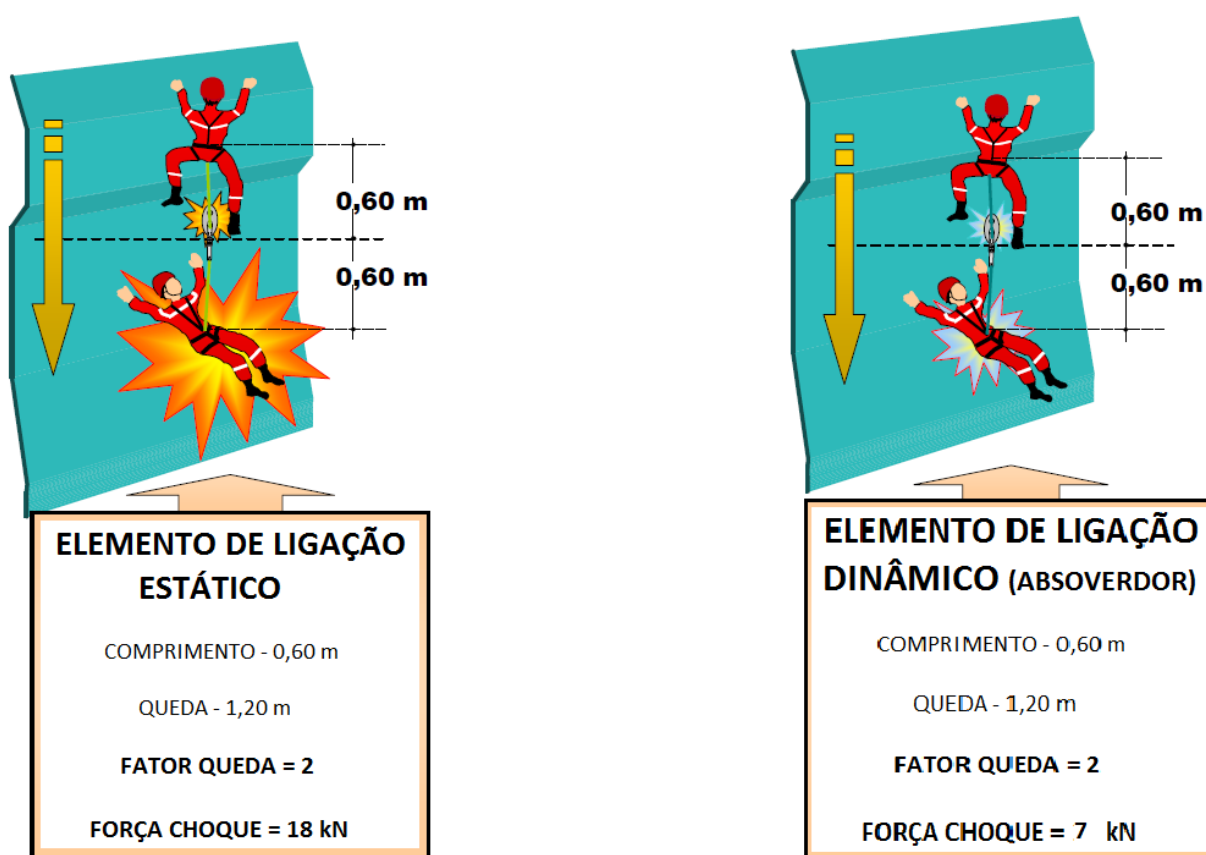 0,60 m
0,60 m
ELEMENTO DE LIGAÇÃO
ESTÁTICO
COMPRIMENTO - 0,60 m
QUEDA - 1,20 m
FATOR QUEDA = 2
FORÇA CHOQUE = 18 kN
0,60 m
0,60 m
ELEMENTO DE LIGAÇÃO
DINÂMICO (ABSOVERDOR)
COMPRIMENTO - 0,60 m
QUEDA - 1,20 m
FATOR QUEDA = 2
FORÇA CHOQUE = 7 kN